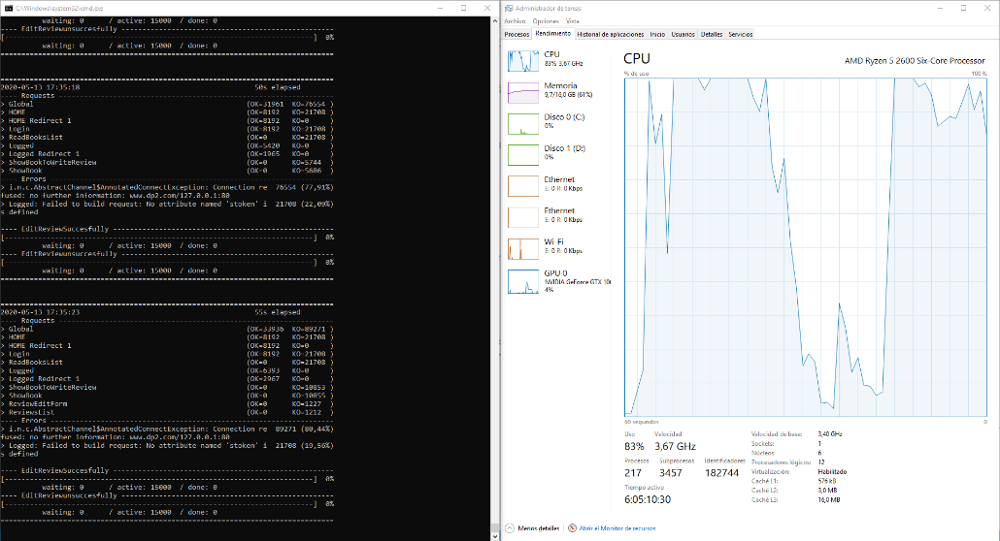 C:\Windows\system32\cmd.exe
waiting: 0 / active: 15000 / done: 0
---- EditReviewunsuccesfully --------------------------------------------------
[--------------------------------------------------------------------------] 0%
waiting: 0 / active: 15000 / done: 0
================================================================================
================================================================================
2020-05-13 17:35:18 50s elapsed
---- Requests ------------------------------------------------------------------
> Global (OK=31961 KO=76554 )
> HOME (OK=8192 KO=21708 )
> HOME Redirect 1 (OK=8192 KO=0 )
> Login (OK=8192 KO=21708 )
> ReadBooksList (OK=0 KO=21708 )
> Logged (OK=5420 KO=0 )
> Logged Redirect 1 (OK=1965 KO=0 )
> ShowBookToWriteReview (OK=0 KO=5744 )
> ShowBook (OK=0 KO=5686 )
---- Errors --------------------------------------------------------------------
> i.n.c.AbstractChannel$AnnotatedConnectException: Connection re 76554 (77,91%)
fused: no further information: www.dp2.com/127.0.0.1:80
> Logged: Failed to build request: No attribute named 'stoken' i 21708 (22,09%)
s defined
---- EditReviewSuccesfully -----------------------------------------------------
[--------------------------------------------------------------------------] 0%
waiting: 0 / active: 15000 / done: 0
---- EditReviewunsuccesfully ---------------------------------------------------
[--------------------------------------------------------------------------] 0%
waiting: 0 / active: 15000 / done: 0
================================================================================
================================================================================
2020-05-13 17:35:23 55s elapsed
---- Requests ------------------------------------------------------------------
> Global (OK=33936 KO=89271 )
> HOME (OK=8192 KO=21708 )
> HOME Redirect 1 (OK=8192 KO=0 )
> Login (OK=8192 KO=21708 )
> ReadBooksList (OK=0 KO=21708 )
> Logged (OK=6393 KO=0 )
> Logged Redirect 1 (OK=2967 KO=0 )
> ShowBookToWriteReview (OK=0 KO=10853 )
> ShowBook (OK=0 KO=10855 )
> ReviewEditForm (OK=0 KO=1227 )
> ReviewsList (OK=0 KO=1212 )
---- Errors --------------------------------------------------------------------
> i.n.c.AbstractChannel$AnnotatedConnectException: Connection re 89271 (80,44%)
fused: no further information: www.dp2.com/127.0.0.1:80
> Logged: Failed to build request: No attribute named 'stoken' i 21708 (19,56%)
s defined
---- EditReviewSuccesfully -----------------------------------------------------
[--------------------------------------------------------------------------] 0%
waiting: 0 / active: 15000 / done: 0
---- EditReviewunsuccesfully ---------------------------------------------------
[--------------------------------------------------------------------------] 0%
waiting: 0 / active: 15000 / done: 0
================================================================================
Administrador de tareas
Archivo Opciones Vista
Procesos Rendimiento Historial de aplicaciones Inicio Usuarios Detalles Servicios
CPU
83% 3,67 GHz
Memoria
9,7/16,0 GB (61%)
Disco 0 (C:)
0%
Disco 1 (D:)
0%
Ethernet
E: 0 R: 0 Kbps
Ethernet
E: 0 R: 0 Kbps
Wi-Fi
E: 0 R: 0 Kbps
GPU 0
NVIDIA GeForce GTX 10
4%
CPU AMD Ryzen 5 2600 Six-Core Processor
% de uso 100 %
60 segundos 0
Uso Velocidad
83% 3,67 GHz
Procesos Subprocesos Identificadores
217 3457 182744
Tiempo activo
6:05:10:30
Velocidad de base: 3,40 GHz
Sockets: 1
Núcleos: 6
Procesadores lógicos: 12
Virtualización: Habilitado
Caché L1: 576 kB
Caché L2: 3,0 MB
Caché L3: 16,0 MB
Menos detalles Abrir el Monitor de recursos